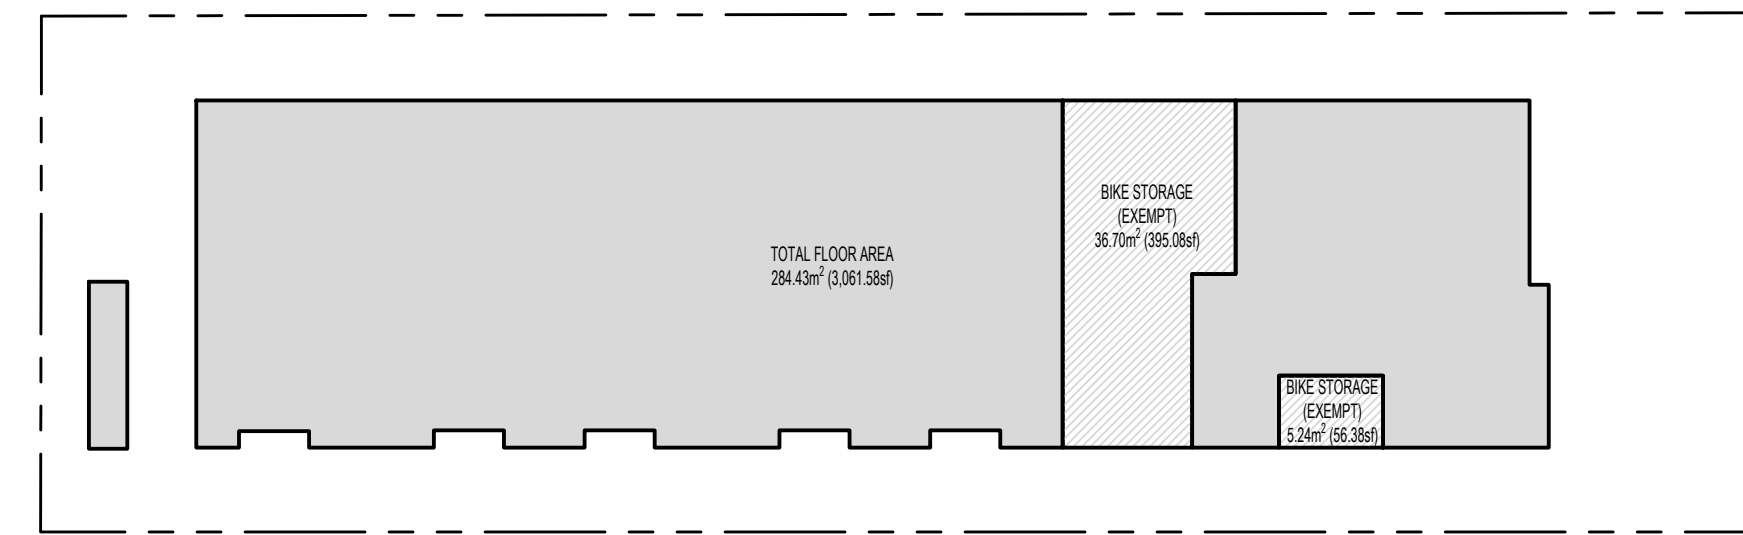 TOTAL FLOOR AREA
284.43m² (3,061.58sf)
BIKE STORAGE
(EXEMPT)
36.70m² (395.08sf)
BIKE STORAGE
(EXEMPT)
5.24m² (56.38sf)